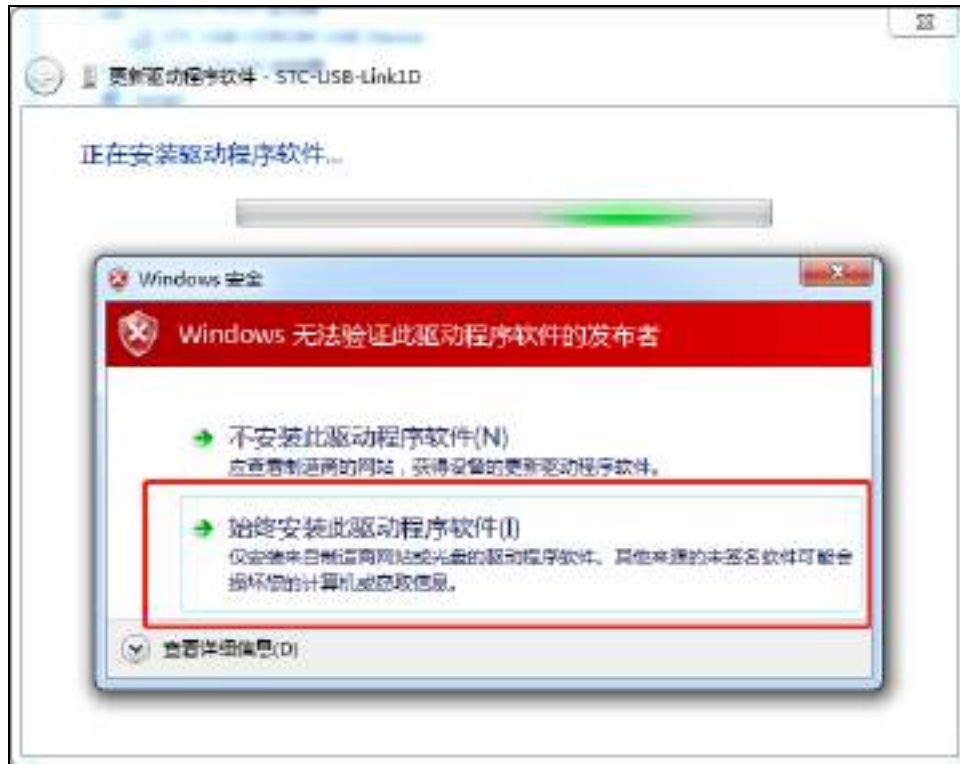 更新驱动程序软件 - STC-USB-Link1D
正在安装驱动程序软件...
Windows 安全
Windows 无法验证此驱动程序软件的发布者
不安装此驱动程序软件(N)
应查看制造商的网站，获得设备的更新驱动程序软件。
始终安装此驱动程序软件(I)
仅安装来自制造商网站或光盘的驱动程序软件。其他来源的未签名软件可能会
损坏您的计算机或窃取信息。
查看详细信息(D)